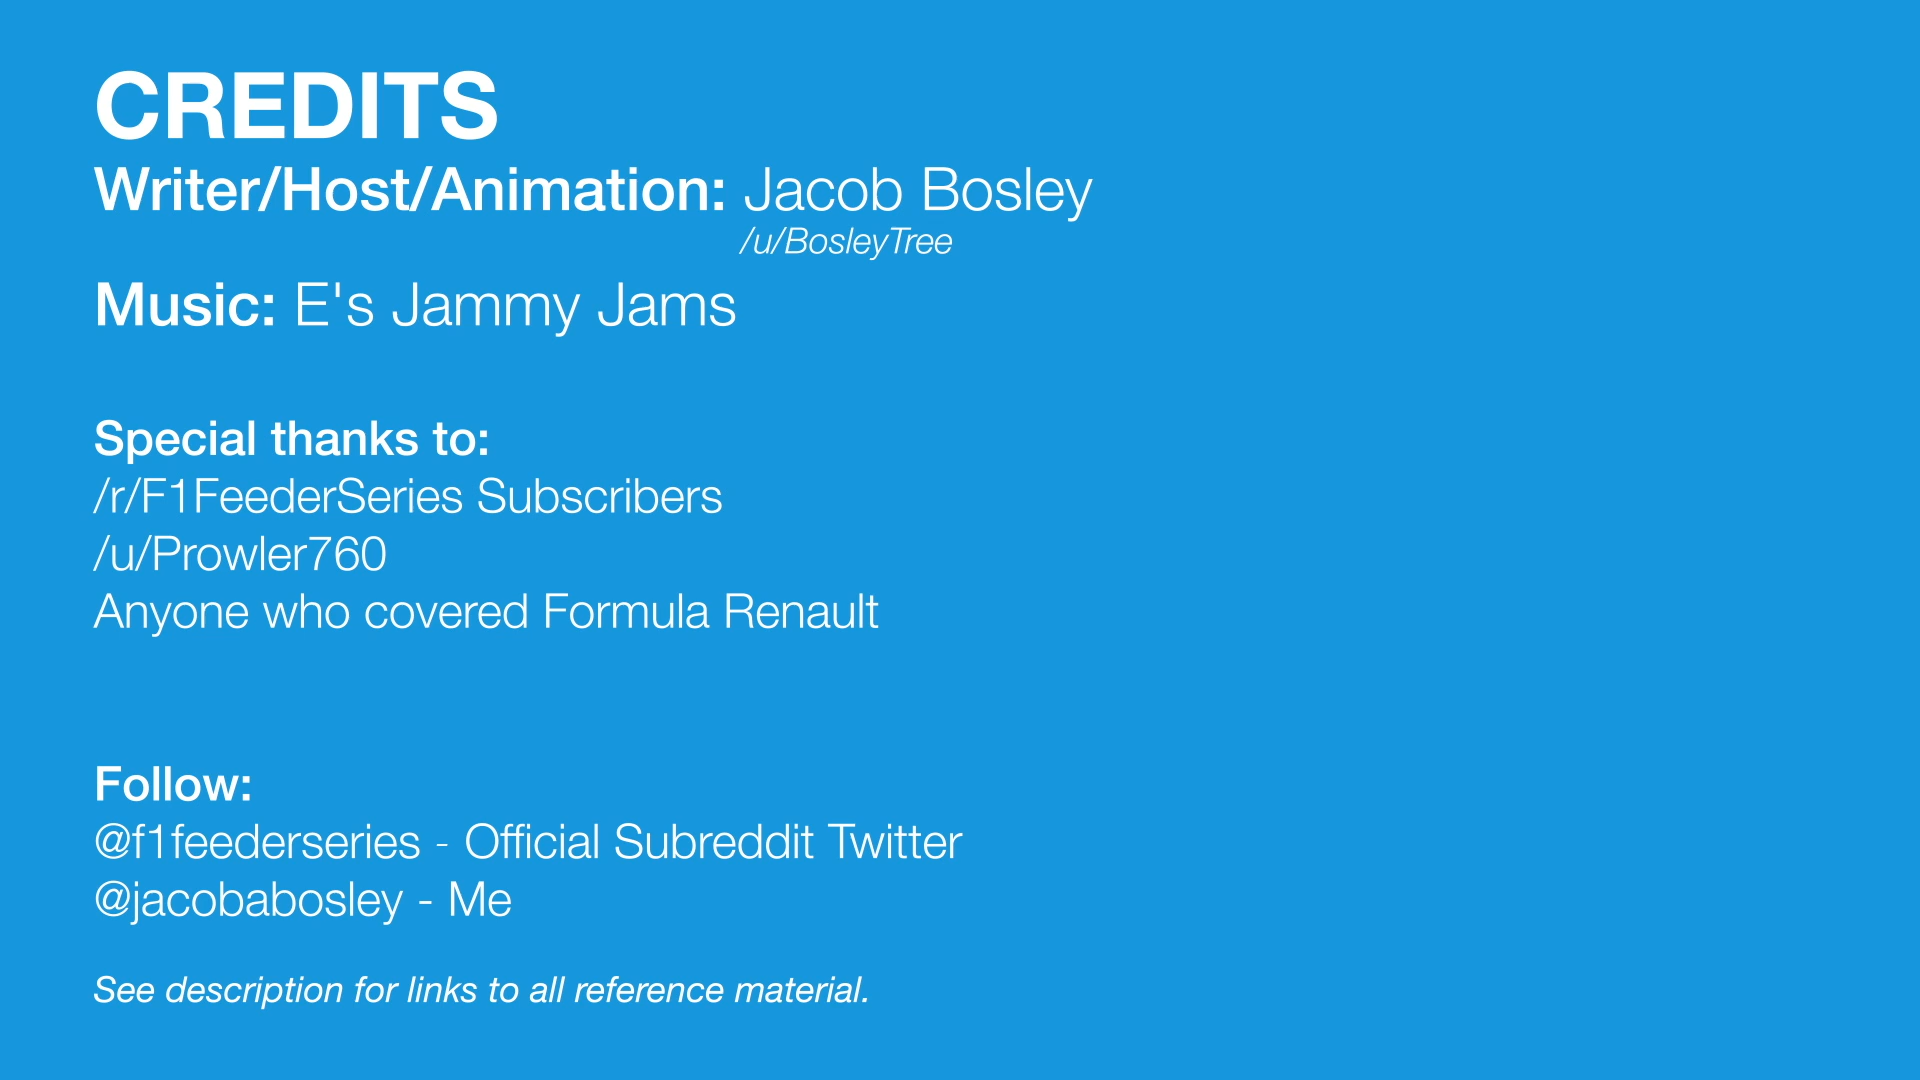 CREDITS
Writer/Host/Animation: Jacob Bosley
/u/BosleyTree
Music: E's Jammy Jams
Special thanks to:
/r/F1FeederSeries Subscribers
/u/Prowler760
Anyone who covered Formula Renault
Follow:
@f1feederseries - Official Subreddit Twitter
@jacobabosley - Me
See description for links to all reference material.